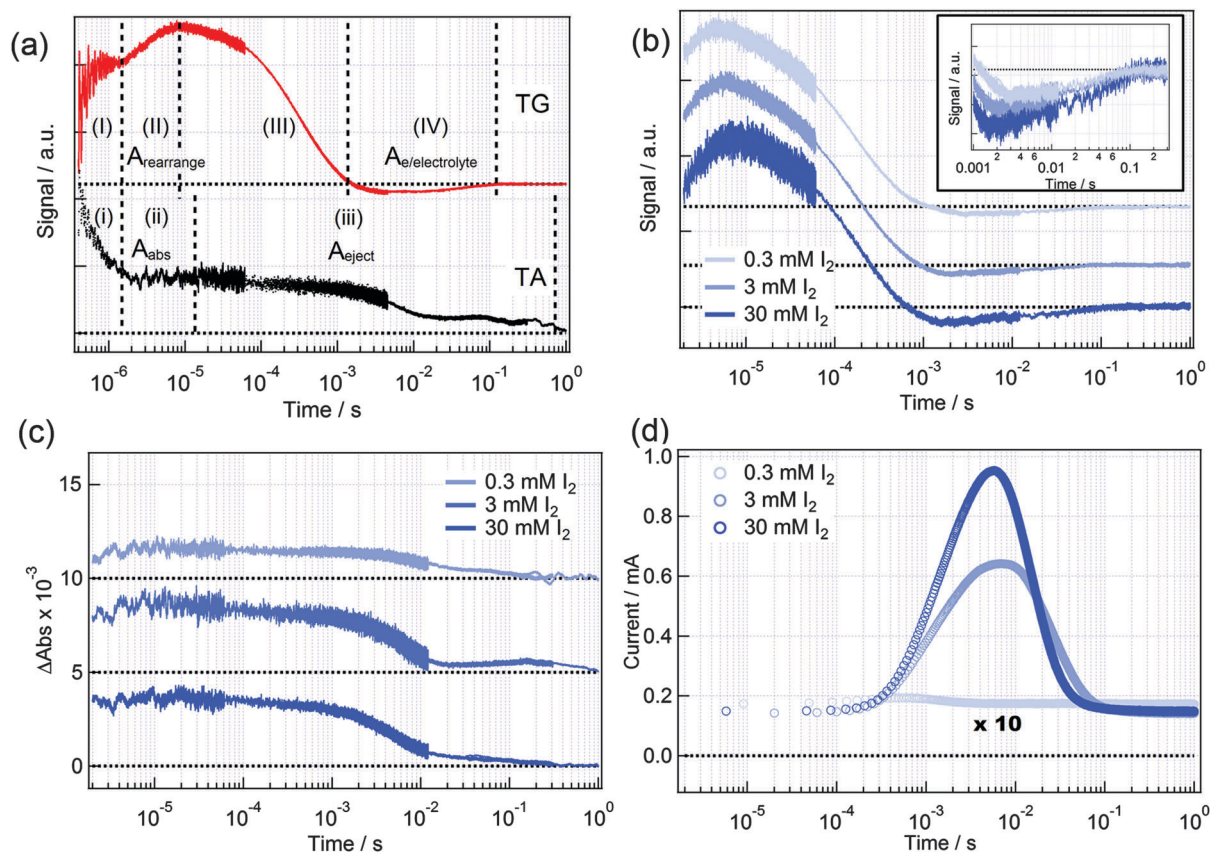 (a)
Signal / a.u.
TG
(I) (II) (III) (IV)
A_rearrange A_e/electrolyte
(i) (ii) (iii)
A_abs A_eject
TA
10^-6 10^-5 10^-4 10^-3 10^-2 10^-1 10^0
Time / s
(b)
Signal / a.u.
0.3 mM I₂
3 mM I₂
30 mM I₂
10^-5 10^-4 10^-3 10^-2 10^-1 10^0
Time / s
Signal / a.u.
0.001 2 4 6 0.01 2 4 6 0.1 2
Time / s
(c)
ΔAbs x 10^-3
15
10
5
0
0.3 mM I₂
3 mM I₂
30 mM I₂
10^-5 10^-4 10^-3 10^-2 10^-1 10^0
Time / s
(d)
Current / mA
1.0
0.8
0.6
0.4
0.2
0.0
0.3 mM I₂
3 mM I₂
30 mM I₂
x 10
10^-5 10^-4 10^-3 10^-2 10^-1 10^0
Time / s